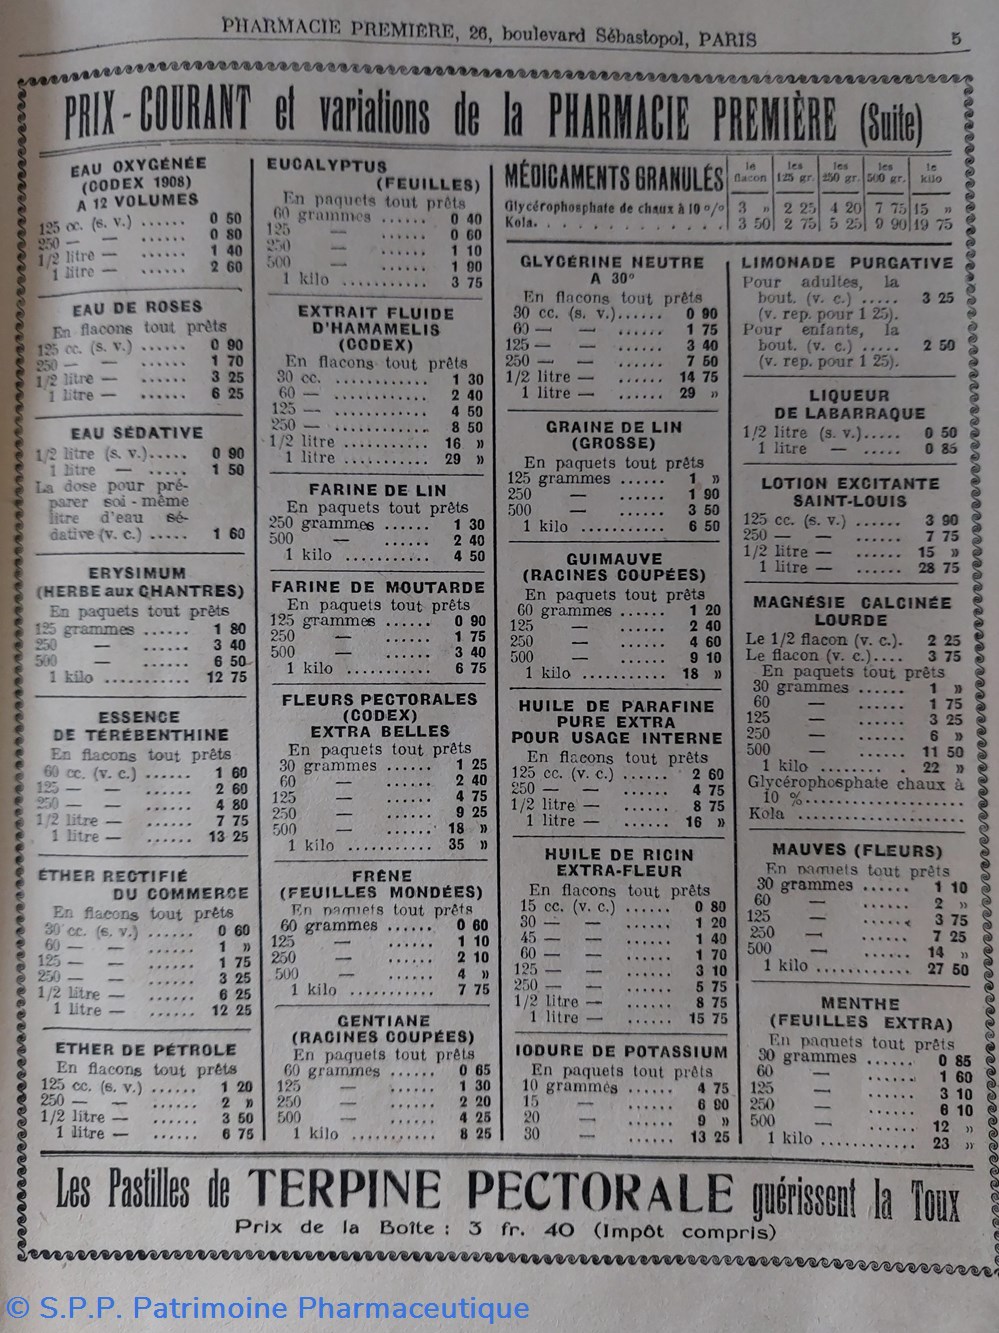 PHARMACIE PREMIÈRE, 26, boulevard Sébastopol, PARIS 5
PRIX-COURANT et variations de la PHARMACIE PREMIÈRE (Suite)
EAU OXYGÉNÉE
(CODEX 1908)
A 12 VOLUMES
125 cc. (s. v.) ...... 0 50
250 — — ...... 0 80
1/2 litre — ...... 1 40
1 litre — ...... 2 60
EAU DE ROSES
En flacons tout prêts
125 cc. (s. v.) ...... 0 90
250 — — ...... 1 70
1/2 litre — ...... 3 25
1 litre — ...... 6 25
EAU SÉDATIVE
1/2 litre (s. v.)..... 0 90
1 litre — ..... 1 50
La dose pour pré-
parer soi-même
litre d'eau sé-
dative (v. c.) ..... 1 60
ERYSIMUM
(HERBE aux CHANTRES)
En paquets tout prêts
125 grammes ...... 1 80
250 — ...... 3 40
500 — ...... 6 50
1 kilo ........... 12 75
ESSENCE
DE TÉRÉBENTHINE
En flacons tout prêts
60 cc. (v. c.) ...... 1 60
125 — — ...... 2 60
250 — — ...... 4 80
1/2 litre — ...... 7 75
1 litre — ...... 13 25
ÉTHER RECTIFIÉ
DU COMMERCE
En flacons tout prêts
30 cc. (s. v.) ...... 0 60
60 — — ...... 1 »
125 — — ...... 1 75
250 — — ...... 3 25
1/2 litre — ...... 6 25
1 litre — ...... 12 25
ETHER DE PÉTROLE
En flacons tout prêts
125 cc. (s. v.) ...... 1 20
250 — — ...... 2 »
1/2 litre — ...... 3 50
1 litre — ...... 6 75
EUCALYPTUS
(FEUILLES)
En paquets tout prêts
60 grammes ...... 0 40
125 — ...... 0 60
250 — ...... 1 10
500 — ...... 1 90
1 kilo ........... 3 75
EXTRAIT FLUIDE
D'HAMAMELIS
(CODEX)
En flacons tout prêts
30 cc. ............ 1 30
60 — ............ 2 40
125 — ............ 4 50
250 — ............ 8 50
1/2 litre ........... 16 »
1 litre ........... 29 »
FARINE DE LIN
En paquets tout prêts
250 grammes ...... 1 30
500 — ...... 2 40
1 kilo ........... 4 50
FARINE DE MOUTARDE
En paquets tout prêts
125 grammes ...... 0 90
250 — ...... 1 75
500 — ...... 3 40
1 kilo ........... 6 75
FLEURS PECTORALES
(CODEX)
EXTRA BELLES
En paquets tout prêts
30 grammes ...... 1 25
60 — ...... 2 40
125 — ...... 4 75
250 — ...... 9 25
500 — ...... 18 »
1 kilo ........... 35 »
FRÊNE
(FEUILLES MONDÉES)
En paquets tout prêts
60 grammes ...... 0 60
125 — ...... 1 10
250 — ...... 2 10
500 — ...... 4 »
1 kilo ........... 7 75
GENTIANE
(RACINES COUPÉES)
En paquets tout prêts
60 grammes ...... 0 65
125 — ...... 1 30
250 — ...... 2 20
500 — ...... 4 25
1 kilo ........... 8 25
MÉDICAMENTS GRANULÉS | le flacon | les 125 gr. | les 250 gr. | les 500 gr. | le kilo
Glycérophosphate de chaux à 10 o/o 3 » 2 25 4 20 7 75 15 »
Kola. . . . . . . . . . . . . 3 50 2 75 5 25 9 90 19 75
GLYCÉRINE NEUTRE
A 30°
En flacons tout prêts
30 cc. (s. v.)...... 0 90
60 — — ...... 1 75
125 — — ...... 3 40
250 — — ...... 7 50
1/2 litre — ...... 14 75
1 litre — ...... 29 »
GRAINE DE LIN
(GROSSE)
En paquets tout prêts
125 grammes ...... 1 »
250 — ...... 1 90
500 — ...... 3 50
1 kilo ........... 6 50
GUIMAUVE
(RACINES COUPÉES)
En paquets tout prêts
60 grammes ...... 1 20
125 — ...... 2 40
250 — ...... 4 60
500 — ...... 9 10
1 kilo ........... 18 »
HUILE DE PARAFINE
PURE EXTRA
POUR USAGE INTERNE
En flacons tout prêts
125 cc. (v. c.) ...... 2 60
250 — — ...... 4 75
1/2 litre — ...... 8 75
1 litre — ...... 16 »
HUILE DE RICIN
EXTRA-FLEUR
En flacons tout prêts
15 cc. (v. c.) ...... 0 80
30 — — ...... 1 20
45 — — ...... 1 40
60 — — ...... 1 70
125 — — ...... 3 10
250 — — ...... 5 75
1/2 litre — ...... 8 75
1 litre — ...... 15 75
IODURE DE POTASSIUM
En paquets tout prêts
10 grammes ...... 4 75
15 — ...... 6 90
20 — ...... 9 »
30 — ...... 13 25
LIMONADE PURGATIVE
Pour adultes, la
bout. (v. c.) ..... 3 25
(v. rep. pour 1 25).
Pour enfants, la
bout. (v. c.) ..... 2 50
(v. rep. pour 1 25).
LIQUEUR
DE LABARRAQUE
1/2 litre (s. v.)..... 0 50
1 litre — ..... 0 85
LOTION EXCITANTE
SAINT-LOUIS
125 cc. (s. v.) ...... 3 90
250 — — ...... 7 75
1/2 litre — ...... 15 »
1 litre — ...... 28 75
MAGNÉSIE CALCINÉE
LOURDE
Le 1/2 flacon (v. c.). 2 25
Le flacon (v. c.).... 3 75
En paquets tout prêts
30 grammes ...... 1 »
60 — ...... 1 75
125 — ...... 3 25
250 — ...... 6 »
500 — ...... 11 50
1 kilo ........ . 22 »
Glycérophosphate chaux à
10 %....................
Kola ....................
MAUVES (FLEURS)
En paquets tout prêts
30 grammes ...... 1 10
60 — ...... 2 »
125 — ...... 3 75
250 — ...... 7 25
500 — ...... 14 »
1 kilo ............ 27 50
MENTHE
(FEUILLES EXTRA)
En paquets tout prêts
30 grammes ...... 0 85
60 — ...... 1 60
125 — ...... 3 10
250 — ...... 6 10
500 — ...... 12 »
1 kilo ............ 23 »
Les Pastilles de TERPINE PECTORALE guérissent la Toux
Prix de la Boîte : 3 fr. 40 (Impôt compris)
© S.P.P. Patrimoine Pharmaceutique